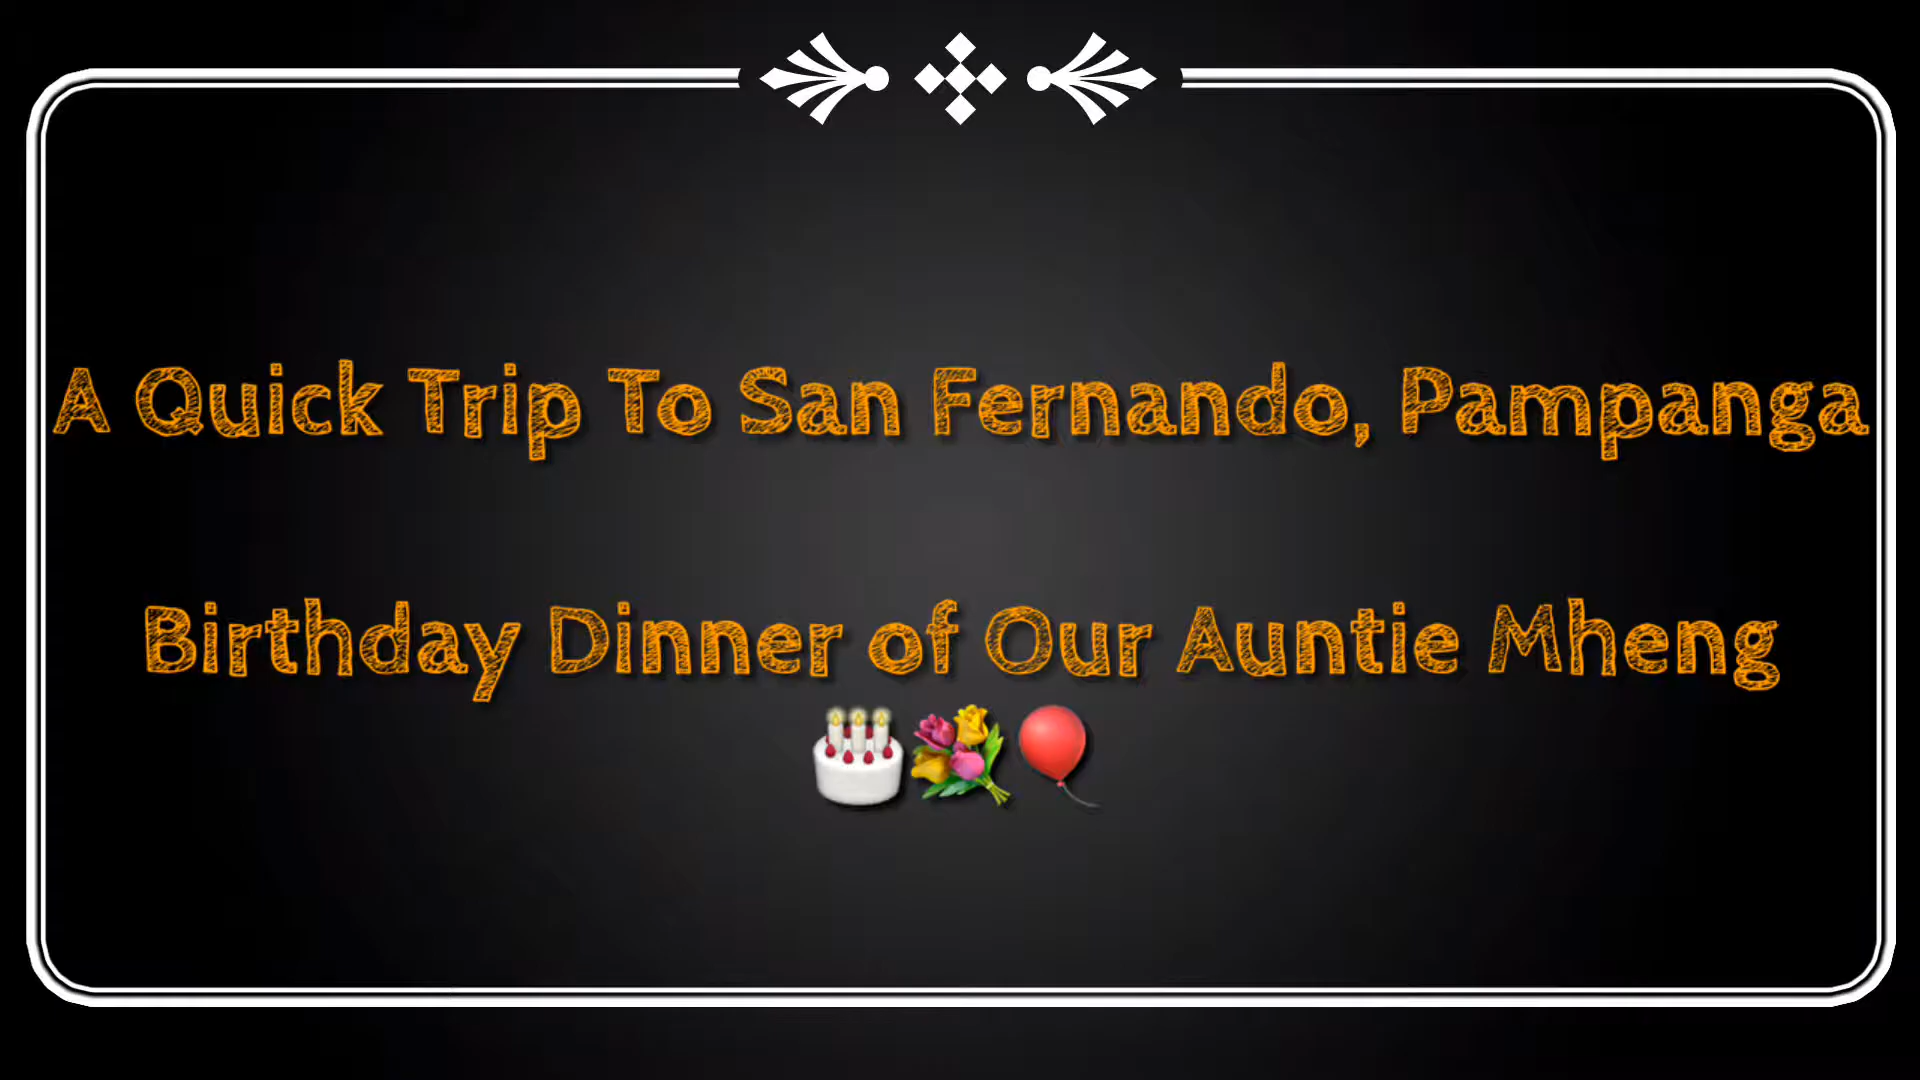 A Quick Trip To San Fernando, Pampanga
Birthday Dinner of Our Auntie Mheng
🎂💐🎈